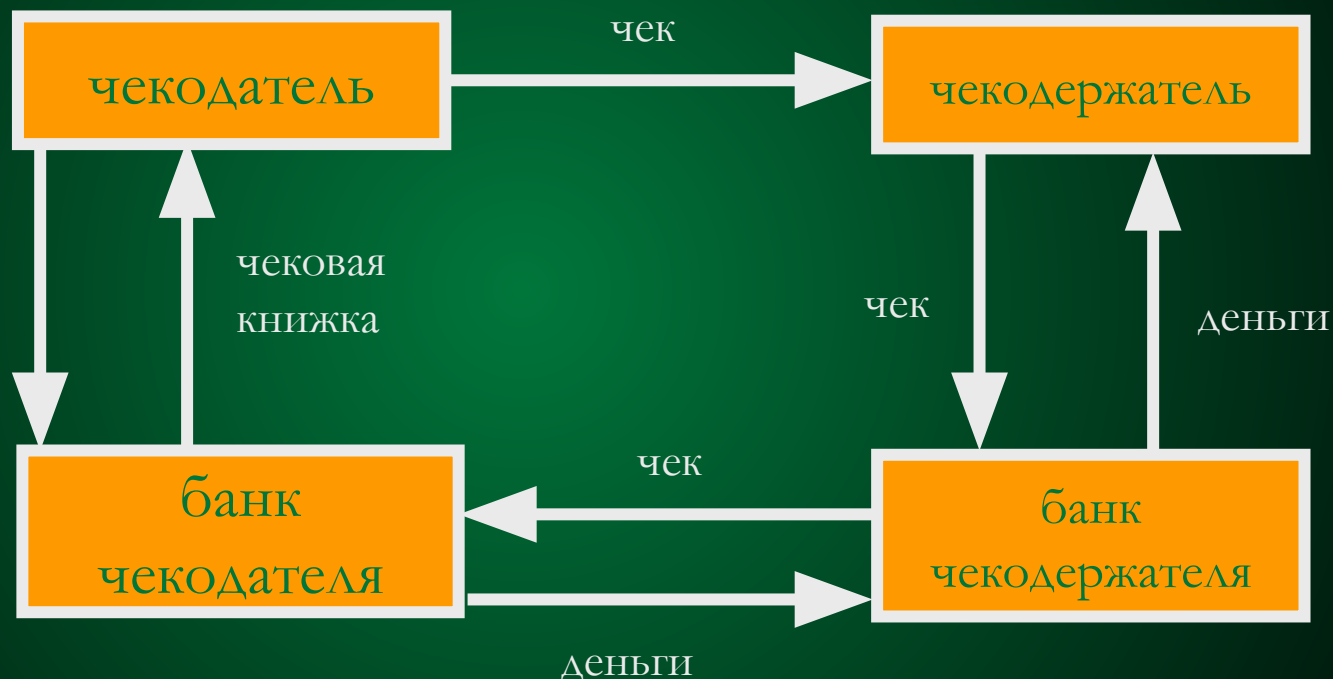 чек
чекодатель
чекодержатель
чековая
книжка
чек
деньги
чек
банк
чекодателя
банк
чекодержателя
деньги